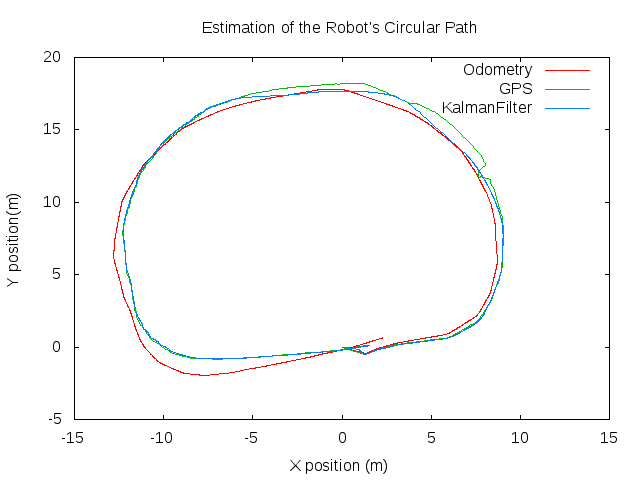 Estimation of the Robot's Circular Path
20
15
10
5
0
-5
-15
-10
-5
0
5
10
15
Y position(m)
X position (m)
Odometry
GPS
KalmanFilter